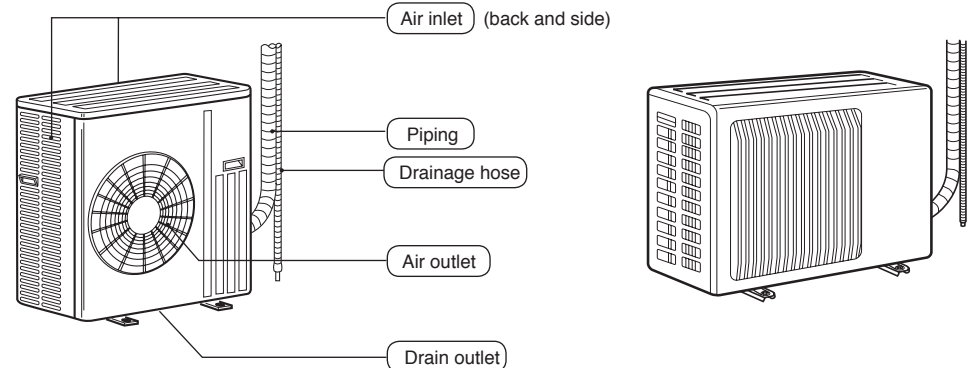 Air inlet (back and side)
Piping
Drainage hose
Air outlet
Drain outlet